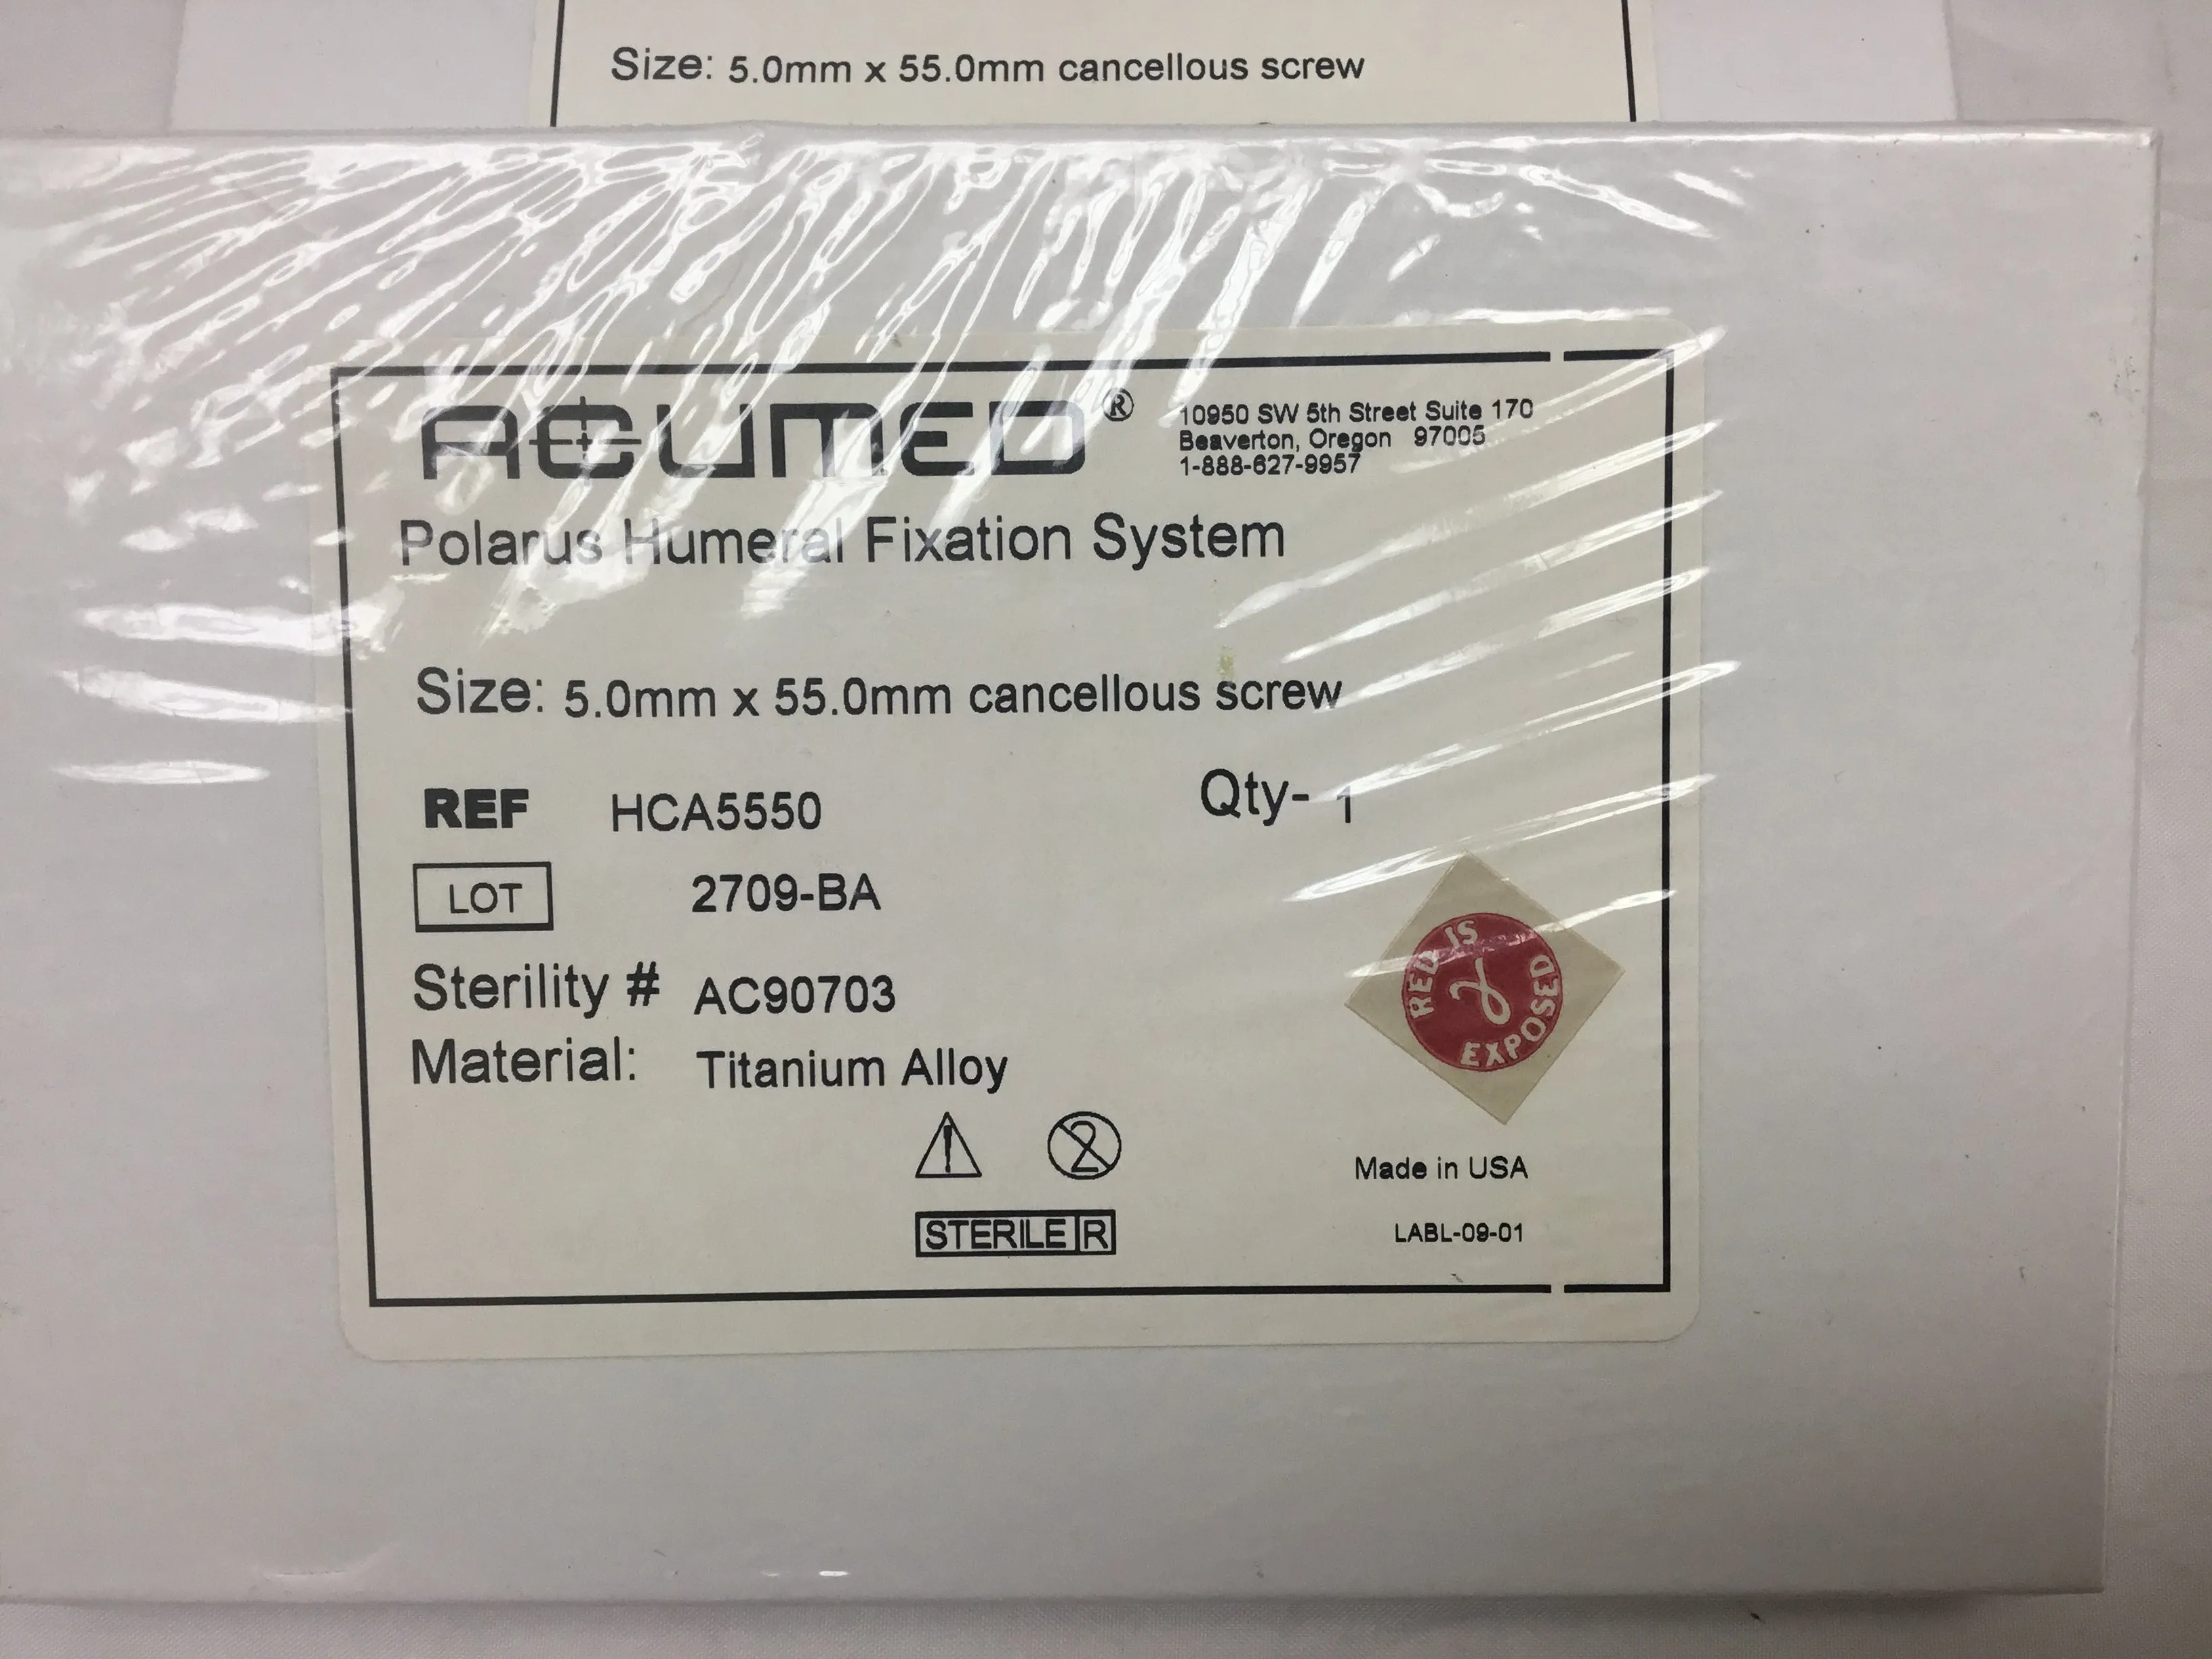 Size: 5.0mm x 55.0mm cancellous screw
ACUMED®
10950 SW 5th Street Suite 170
Beaverton, Oregon 97005
1-888-627-9957
Polarus Humeral Fixation System
Size: 5.0mm x 55.0mm cancellous screw
REF HCA5550 Qty- 1
LOT 2709-BA
Sterility # AC90703
Material: Titanium Alloy
RED IS EXPOSED
γ
2
Made in USA
STERILE R
LABL-09-01